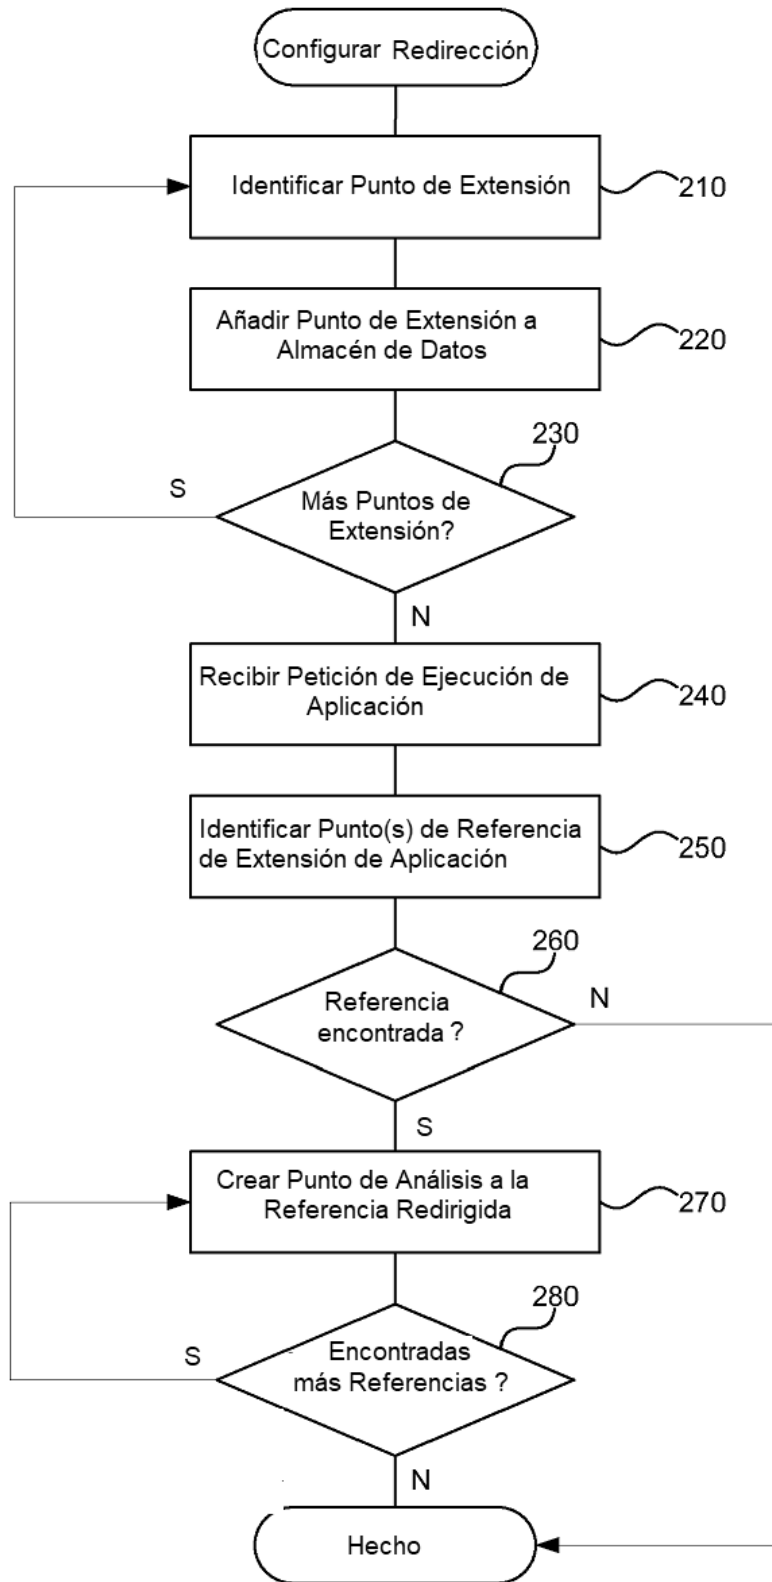 Configurar Redirección
Identificar Punto de Extensión
210
Añadir Punto de Extensión a
Almacén de Datos
220
230
S
Más Puntos de
Extensión?
N
Recibir Petición de Ejecución de
Aplicación
240
Identificar Punto(s) de Referencia
de Extensión de Aplicación
250
260
Referencia
encontrada ?
N
S
Crear Punto de Análisis a la
Referencia Redirigida
270
280
S
Encontradas
más Referencias ?
N
Hecho